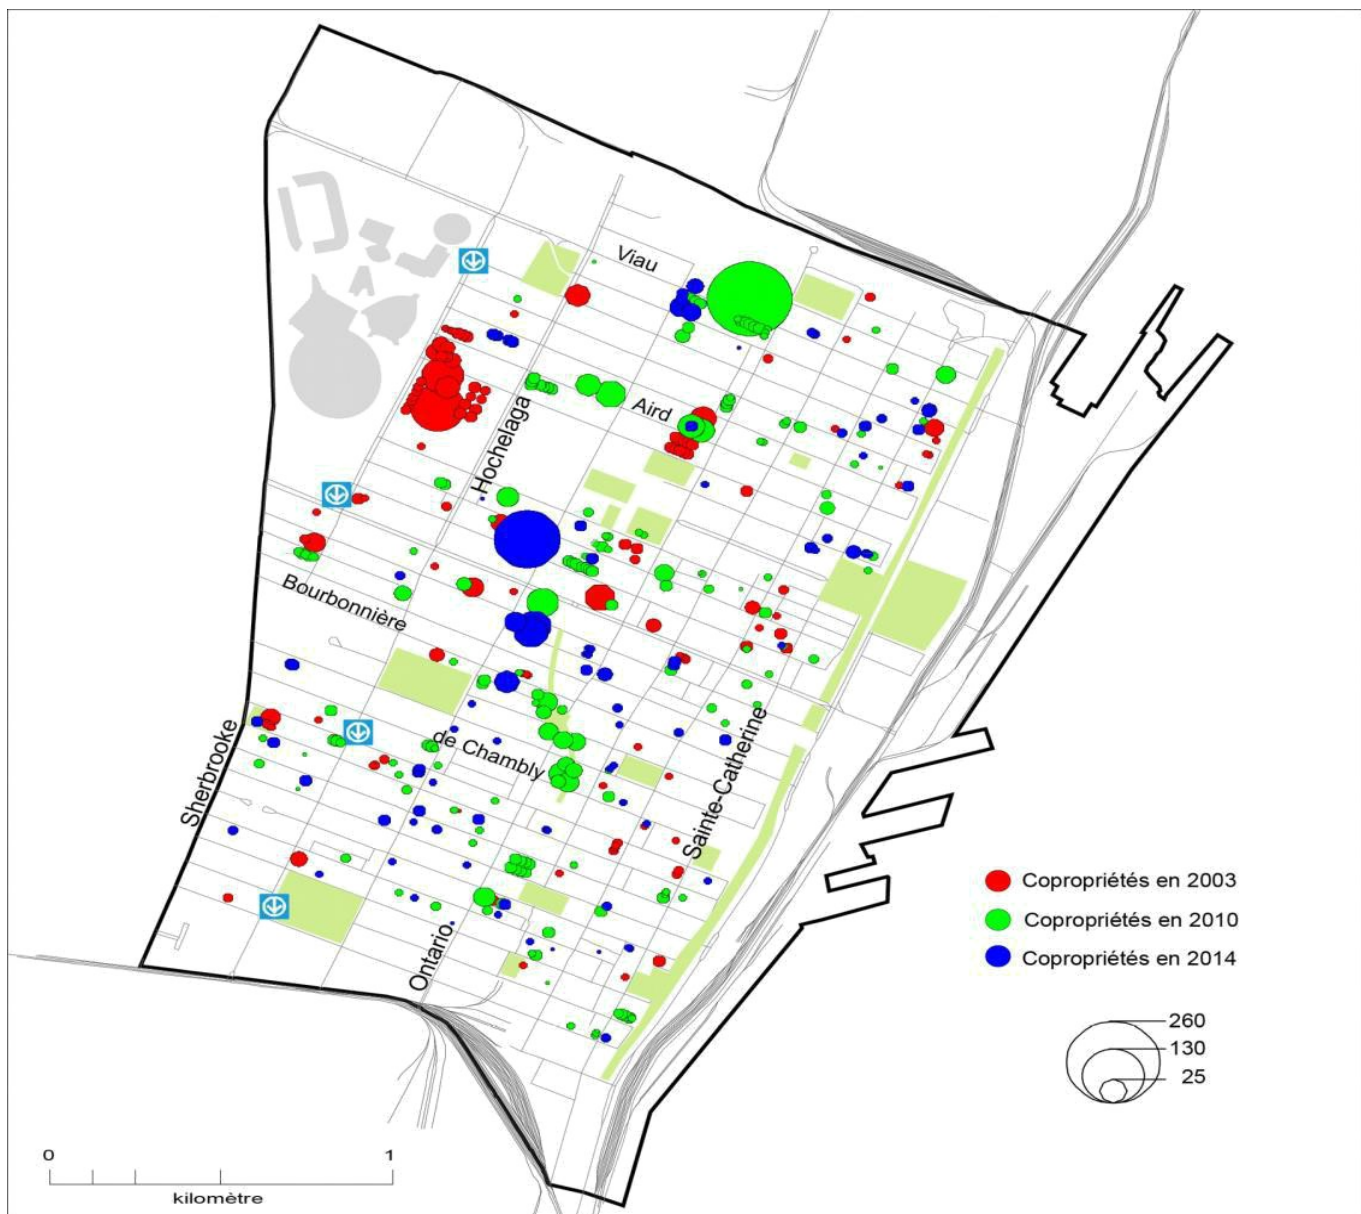 Viau
Aird
Hochelaga
Bourbonnière
de Chambly
Sherbrooke
Sainte-Catherine
Ontario
Copropriétés en 2003
Copropriétés en 2010
Copropriétés en 2014
260
130
25
0 1
kilomètre